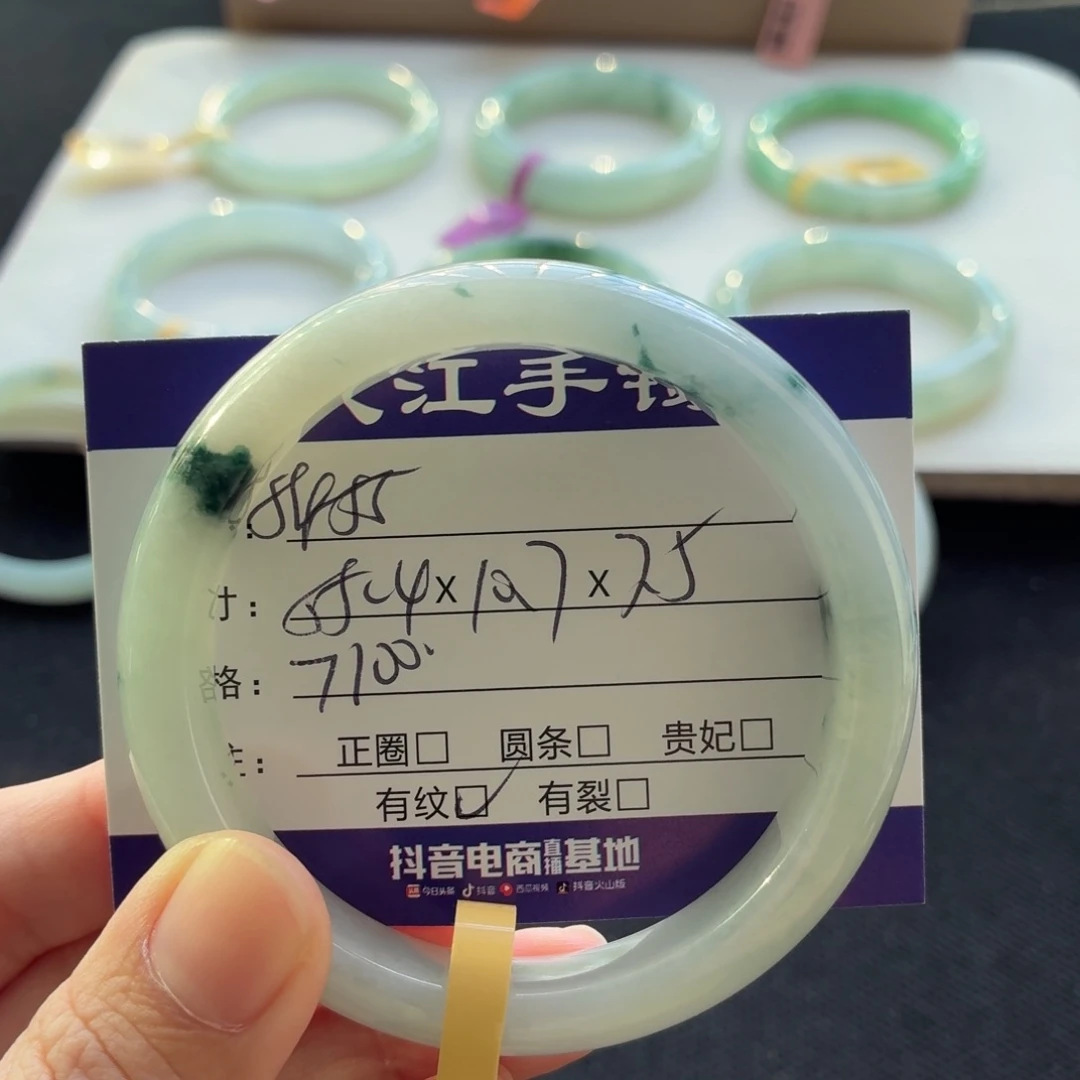 江手镯
55.4x12.7x7.5
格：7100
正圈□ 圆条□ 贵妃□
有纹□ 有裂□
抖音电商直播基地
今日头条 抖音 西瓜视频 抖音火山版